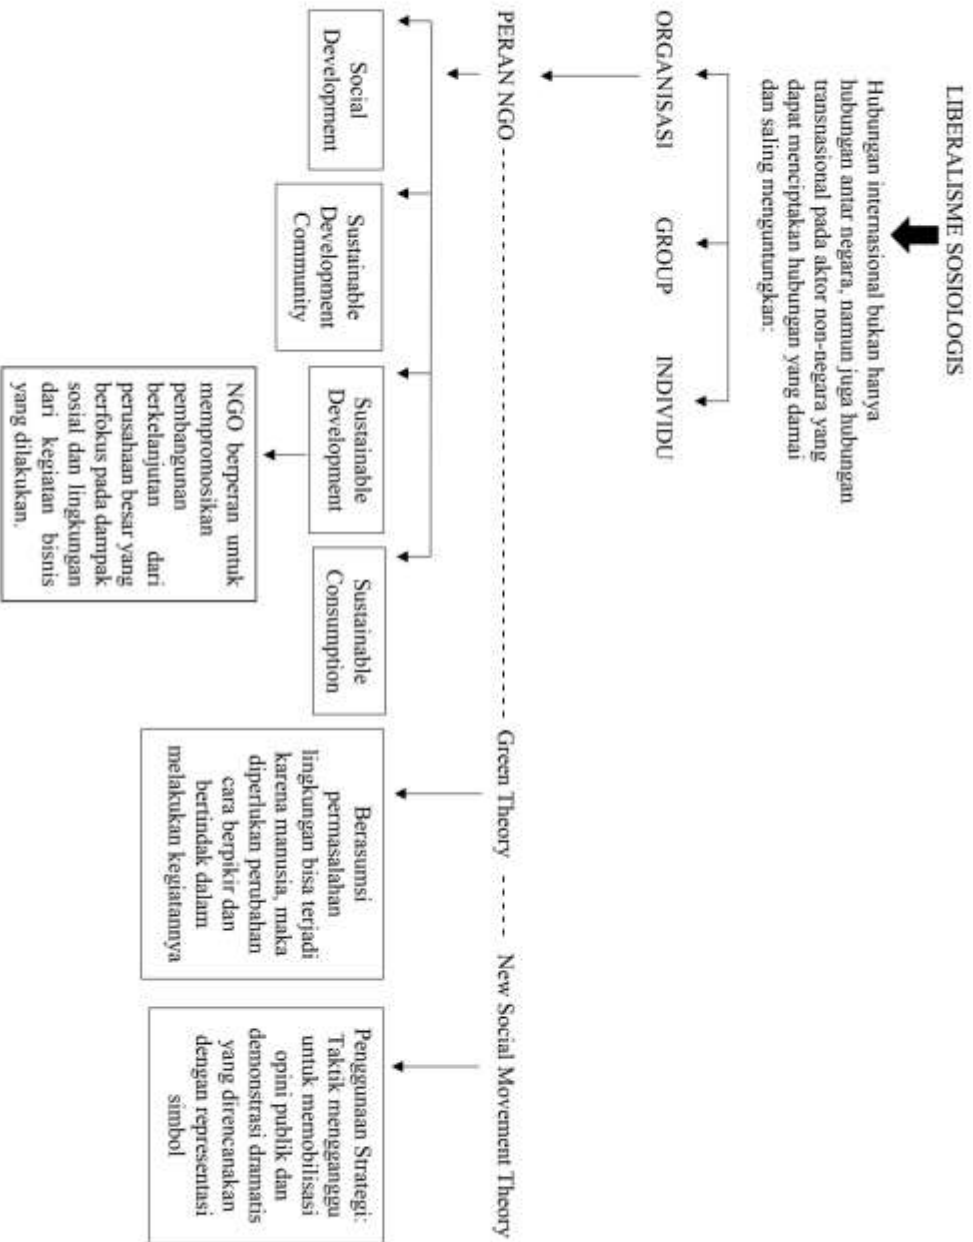 LIBERALISME SOSIOLOGIS
Hubungan internasional bukan hanya
hubungan antar negara, namun juga hubungan
transnasional pada aktor non-negara yang
dapat menciptakan hubungan yang damai
dan saling menguntungkan:
ORGANISASI
GROUP
INDIVIDU
PERAN NGO
Green Theory
New Social Movement Theory
Social
Development
Sustainable
Development
Community
Sustainable
Development
Sustainable
Consumption
Berasumsi
permasalahan
lingkungan bisa terjadi
karena manusia, maka
diperlukan perubahan
cara berpikir dan
bertindak dalam
melakukan kegiatannya
Penggunaan Strategi:
Taktik mengganggu
untuk memobilisasi
opini publik dan
demonstrasi dramatis
yang direncanakan
dengan representasi
simbol
NGO berperan untuk
mempromosikan
pembangunan
berkelanjutan dari
perusahaan besar yang
berfokus pada dampak
sosial dan lingkungan
dari kegiatan bisnis
yang dilakukan.